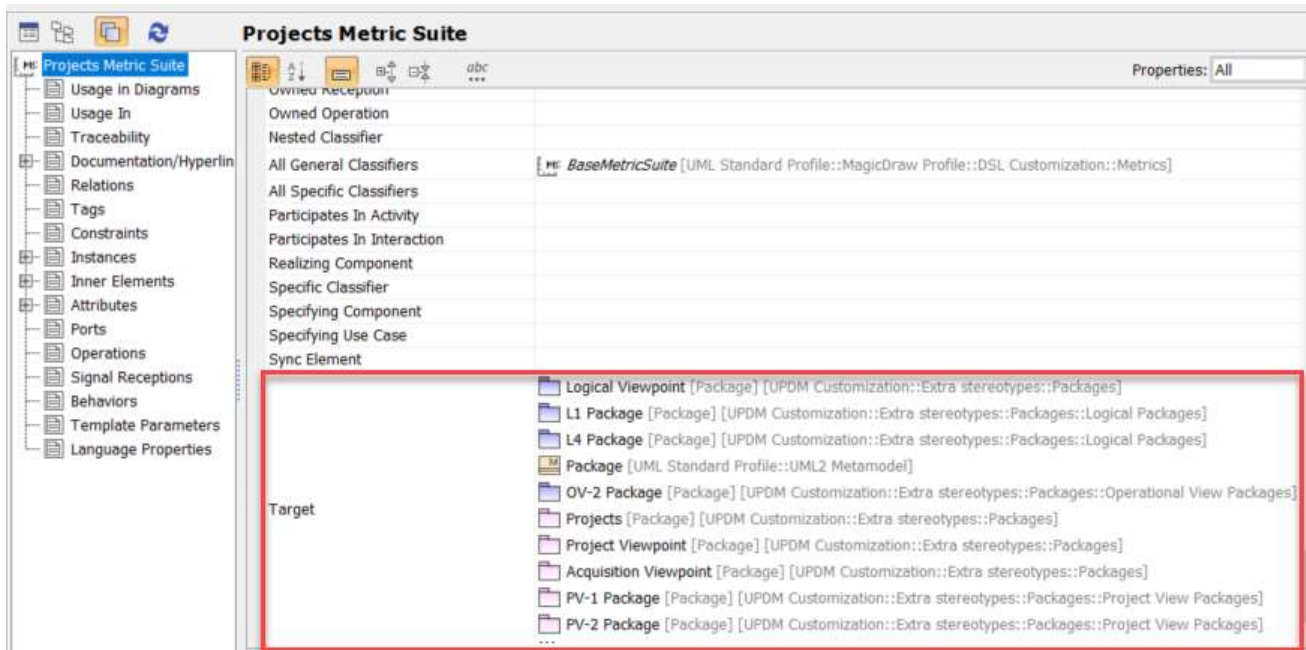 Projects Metric Suite
Projects Metric Suite
Usage in Diagrams
Usage In
Traceability
Documentation/Hyperlin
Relations
Tags
Constraints
Instances
Inner Elements
Attributes
Ports
Operations
Signal Receptions
Behaviors
Template Parameters
Language Properties
abc
Properties: All
Owned Reception
Owned Operation
Nested Classifier
All General Classifiers BaseMetricSuite [UML Standard Profile::MagicDraw Profile::DSL Customization::Metrics]
All Specific Classifiers
Participates In Activity
Participates In Interaction
Realizing Component
Specific Classifier
Specifying Component
Specifying Use Case
Sync Element
Target
Logical Viewpoint [Package] [UPDM Customization::Extra stereotypes::Packages]
L1 Package [Package] [UPDM Customization::Extra stereotypes::Packages::Logical Packages]
L4 Package [Package] [UPDM Customization::Extra stereotypes::Packages::Logical Packages]
Package [UML Standard Profile::UML2 Metamodel]
OV-2 Package [Package] [UPDM Customization::Extra stereotypes::Packages::Operational View Packages]
Projects [Package] [UPDM Customization::Extra stereotypes::Packages]
Project Viewpoint [Package] [UPDM Customization::Extra stereotypes::Packages]
Acquisition Viewpoint [Package] [UPDM Customization::Extra stereotypes::Packages]
PV-1 Package [Package] [UPDM Customization::Extra stereotypes::Packages::Project View Packages]
PV-2 Package [Package] [UPDM Customization::Extra stereotypes::Packages::Project View Packages]
...